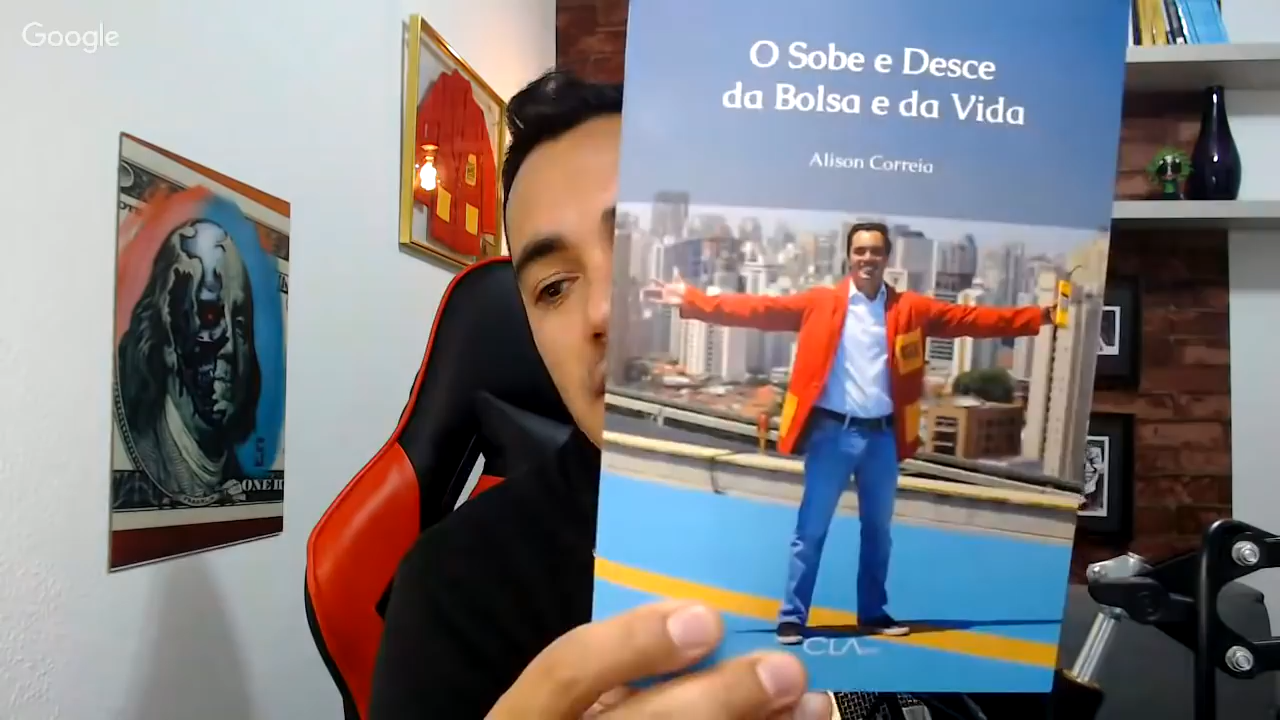 Google
O Sobe e Desce
da Bolsa e da Vida
Alison Correia
CLA